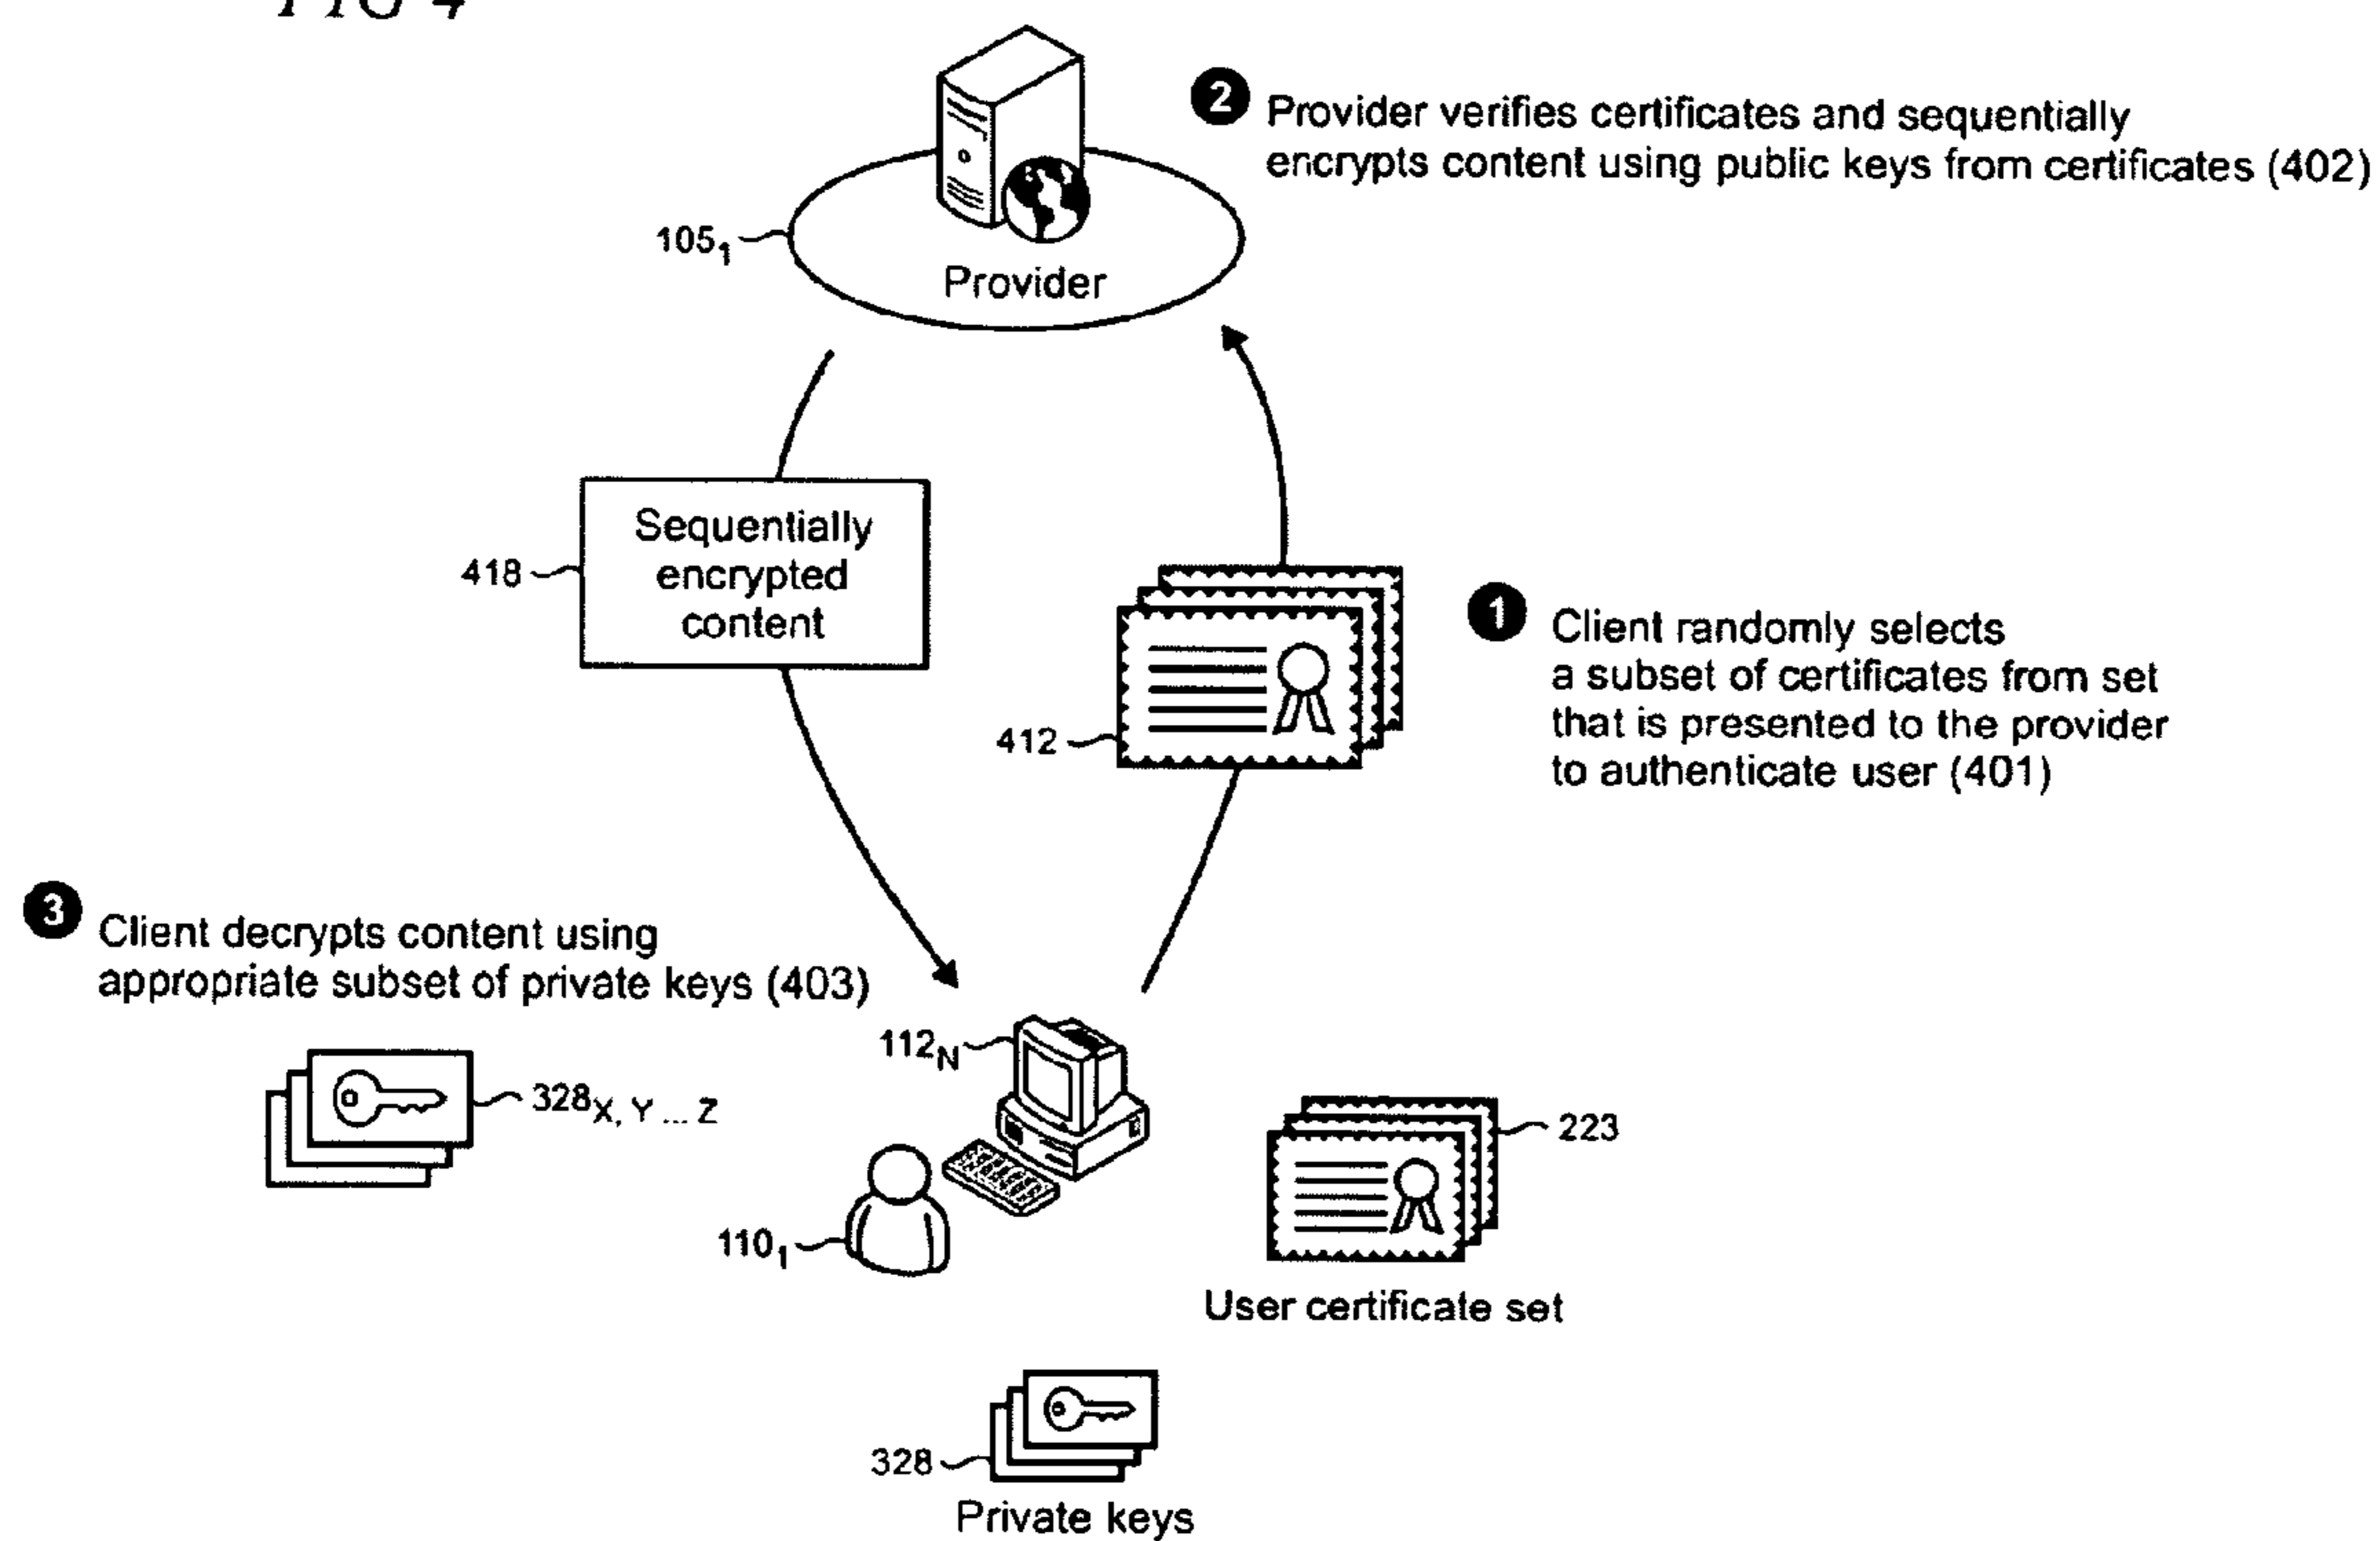 FIG 4
2 Provider verifies certificates and sequentially
encrypts content using public keys from certificates (402)
105₁
Provider
Sequentially
encrypted
content
418
1 Client randomly selects
a subset of certificates from set
that is presented to the provider
to authenticate user (401)
412
3 Client decrypts content using
appropriate subset of private keys (403)
112N
328X, Y ... Z
223
110₁
User certificate set
328
Private keys